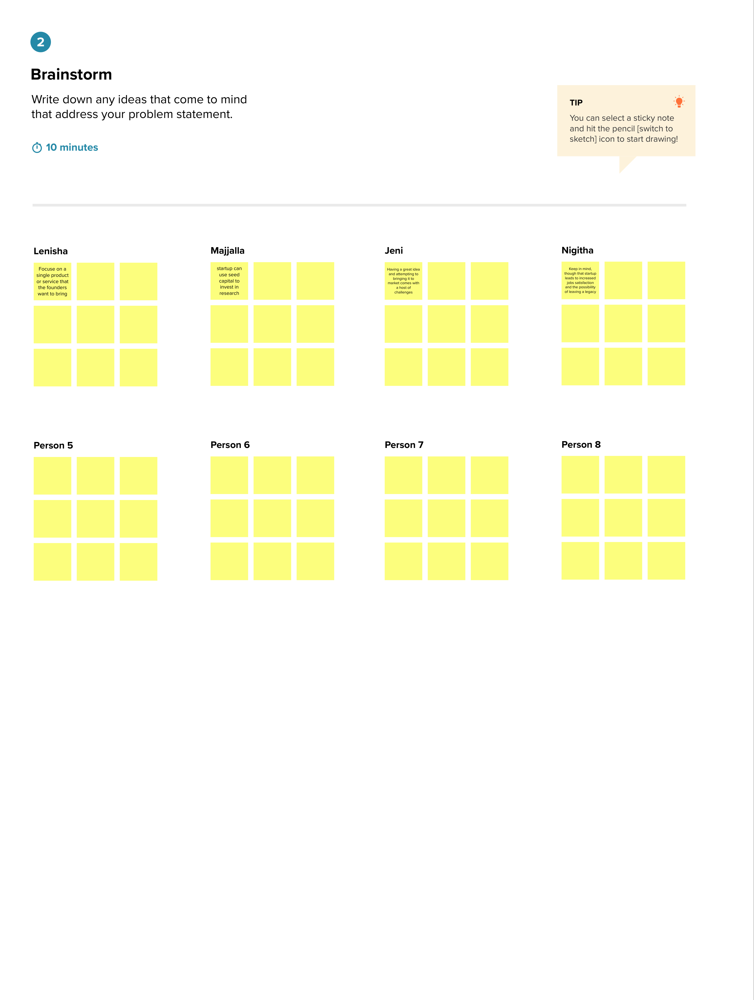 2
Brainstorm
Write down any ideas that come to mind
that address your problem statement.
10 minutes
TIP
You can select a sticky note
and hit the pencil [switch to
sketch] icon to start drawing!
Lenisha
Focuse on a
single product
or service that
the founders
want to bring
Majjalla
startup can
use seed
capital to
invest in
research
Jeni
Having a great idea
and attempting to
bringing it to
market comes with
a host of
challenges
Nigitha
Keep in mind,
though that startup
leads to increased
jobs satisfaction
and the possibility
of leaving a legacy
Person 5
Person 6
Person 7
Person 8